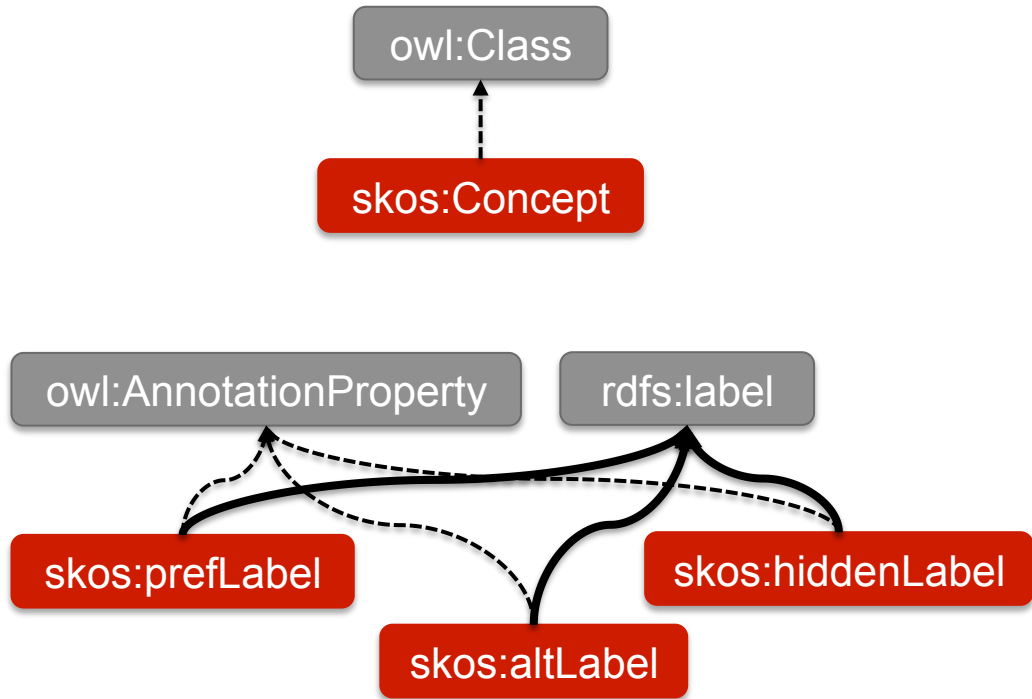 owl:Class
skos:Concept
owl:AnnotationProperty
rdfs:label
skos:prefLabel
skos:hiddenLabel
skos:altLabel